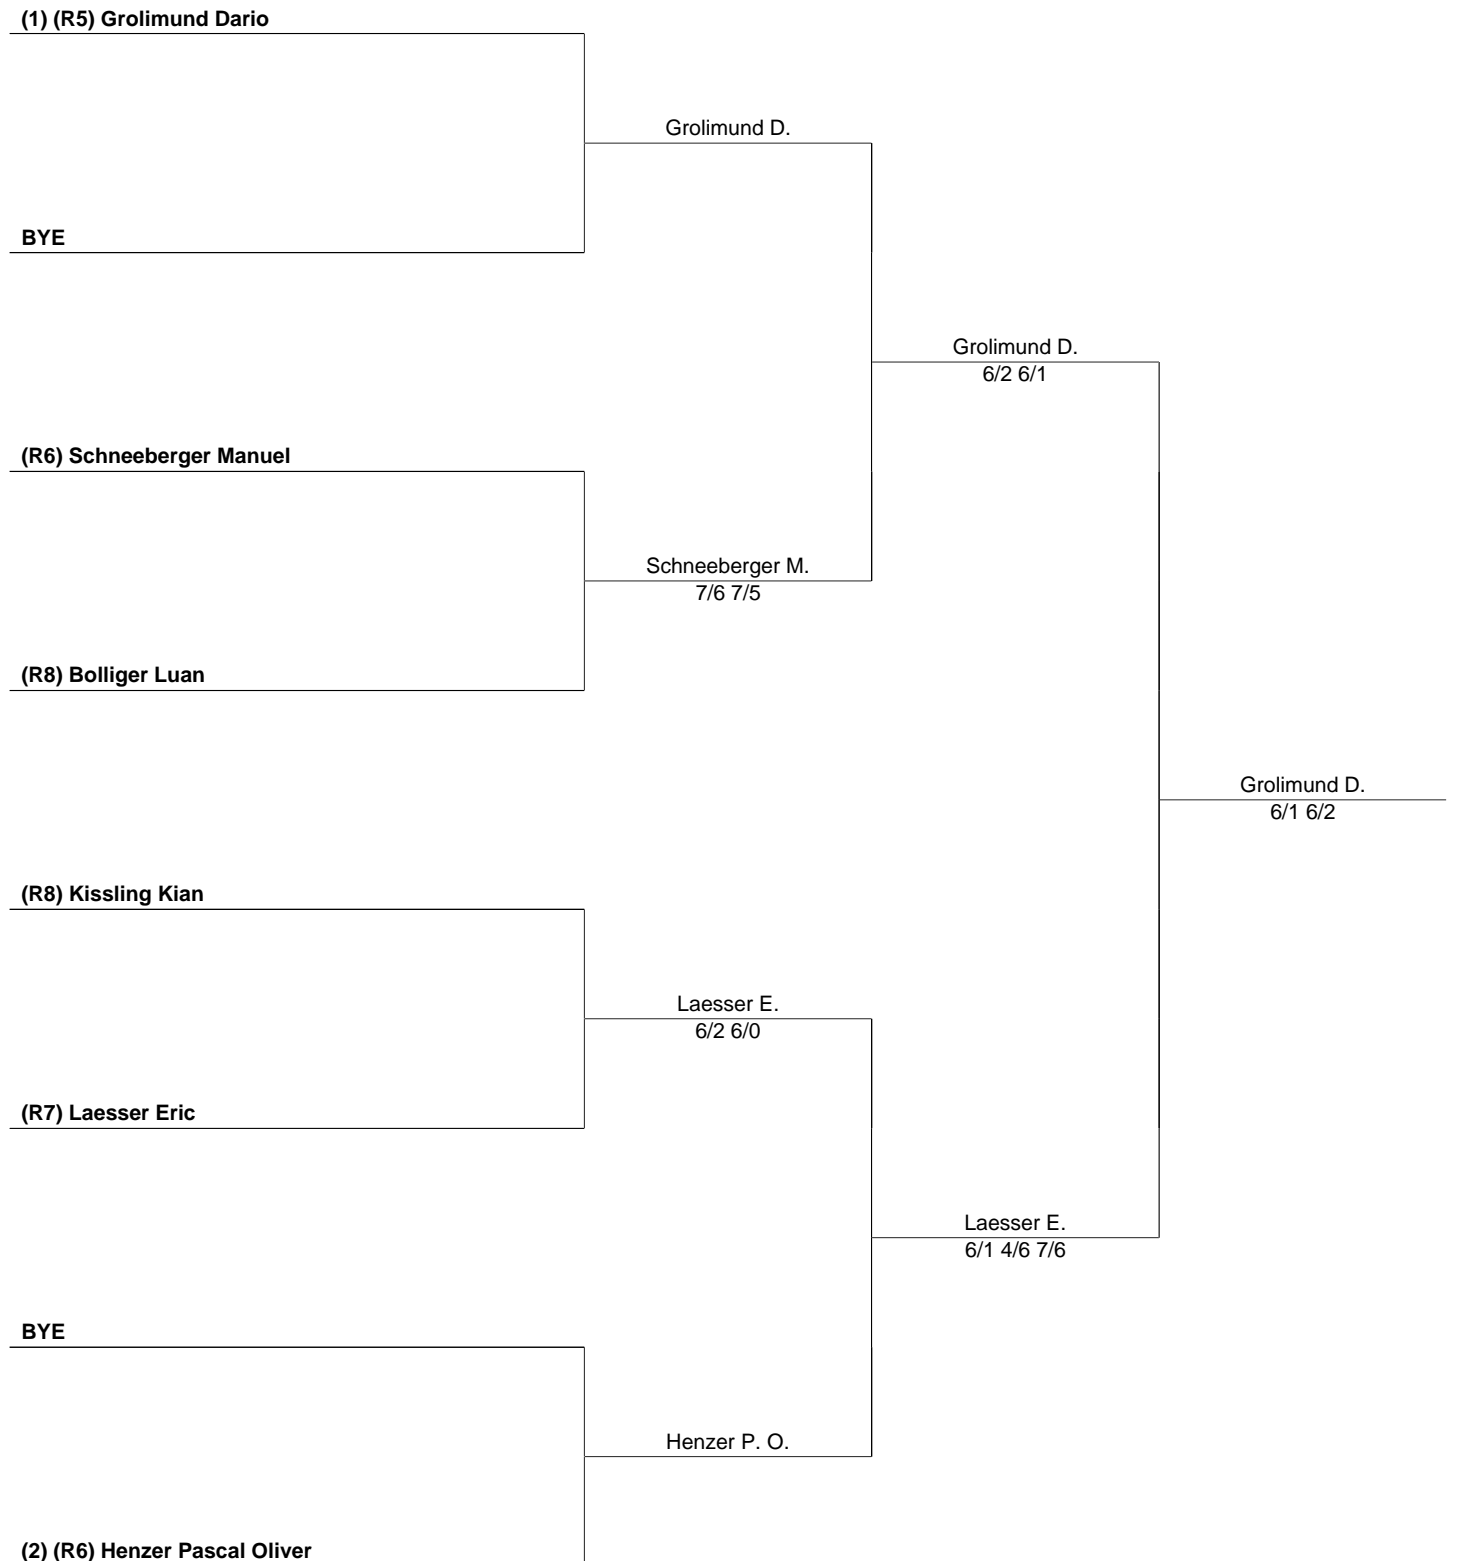 (1) (R5) Grolimund Dario
Grolimund D.
BYE
Grolimund D.
6/2 6/1
(R6) Schneeberger Manuel
Schneeberger M.
7/6 7/5
(R8) Bolliger Luan
Grolimund D.
6/1 6/2
(R8) Kissling Kian
Laesser E.
6/2 6/0
(R7) Laesser Eric
Laesser E.
6/1 4/6 7/6
BYE
Henzer P. O.
(2) (R6) Henzer Pascal Oliver